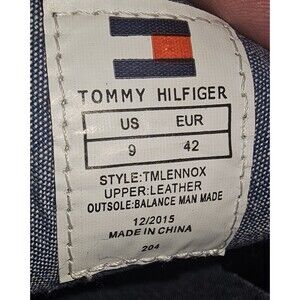 TOMMY HILFIGER
US EUR
9 42
STYLE:TMLENNOX
UPPER:LEATHER
OUTSOLE:BALANCE MAN MADE
12/2015
MADE IN CHINA
204